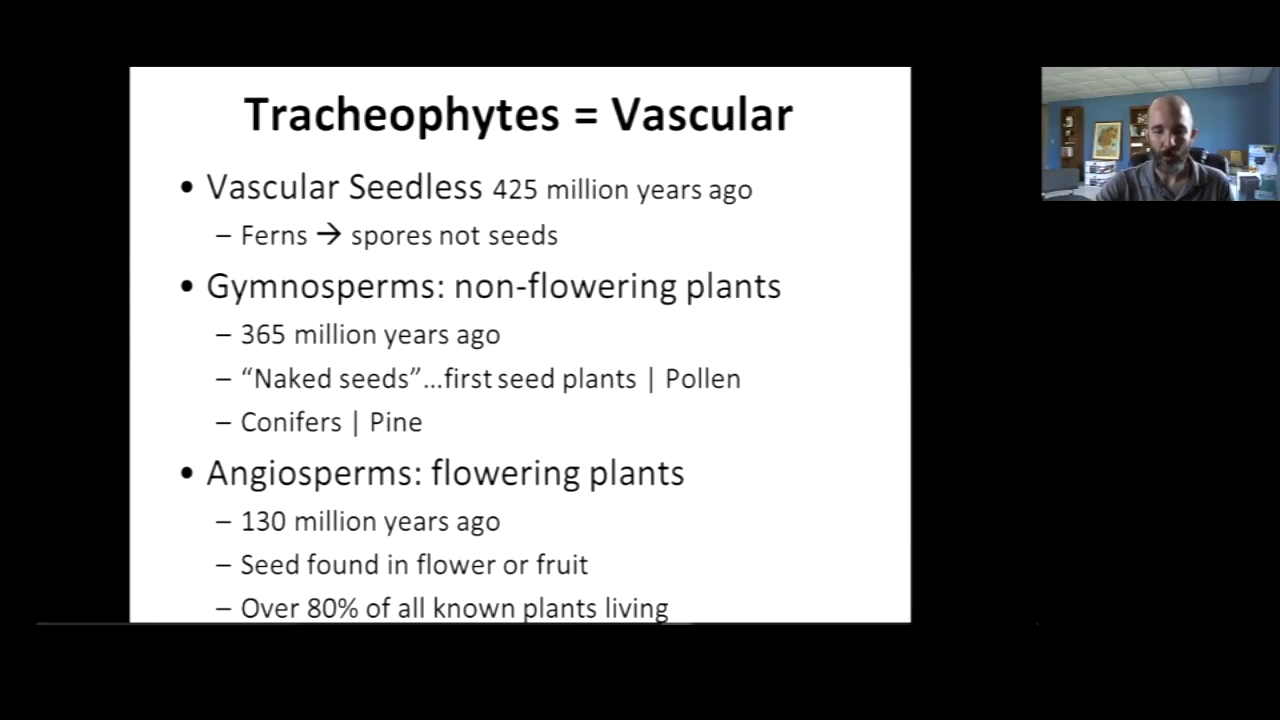 Tracheophytes = Vascular
• Vascular Seedless 425 million years ago
– Ferns → spores not seeds
• Gymnosperms: non-flowering plants
– 365 million years ago
– “Naked seeds”...first seed plants | Pollen
– Conifers | Pine
• Angiosperms: flowering plants
– 130 million years ago
– Seed found in flower or fruit
– Over 80% of all known plants living